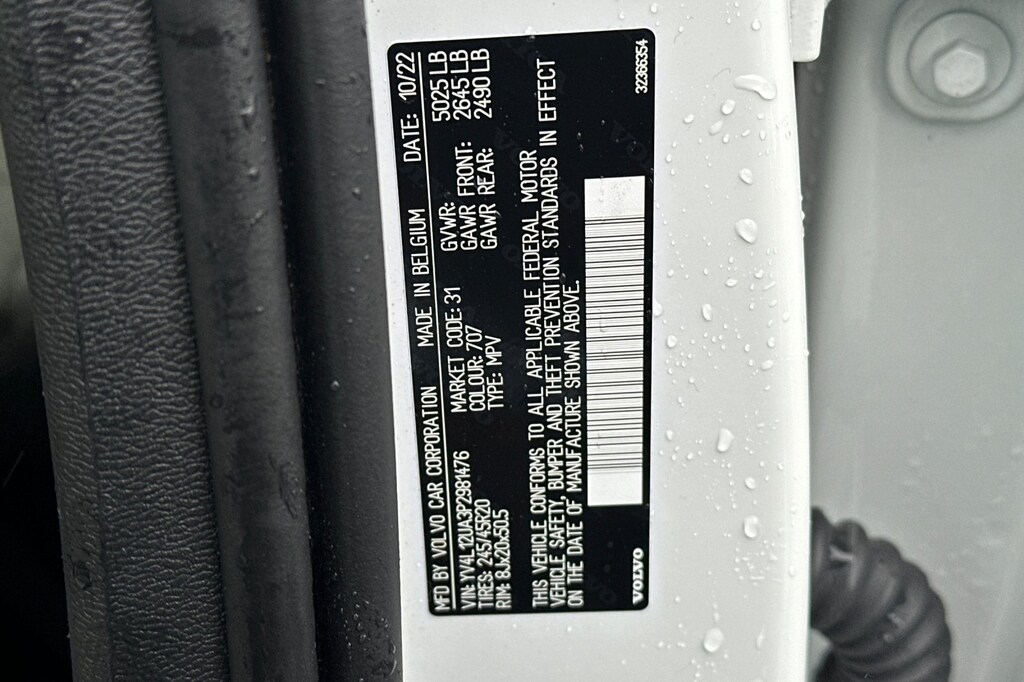 MFD BY VOLVO CAR CORPORATION MADE IN BELGIUM DATE: 10/22
VIN: YV4L12UA3P2981476 MARKET CODE: 31 GVWR: 5025 LB
TIRES: 245745R20 COLOUR: 707 GAWR FRONT: 2645 LB
RIM: 8Jx20x50.5 TYPE: MPV GAWR REAR: 2490 LB
THIS VEHICLE CONFORMS TO ALL APPLICABLE FEDERAL MOTOR
VEHICLE SAFETY, BUMPER AND THEFT PREVENTION STANDARDS IN EFFECT
ON THE DATE OF MANUFACTURE SHOWN ABOVE.
VOLVO 32366354